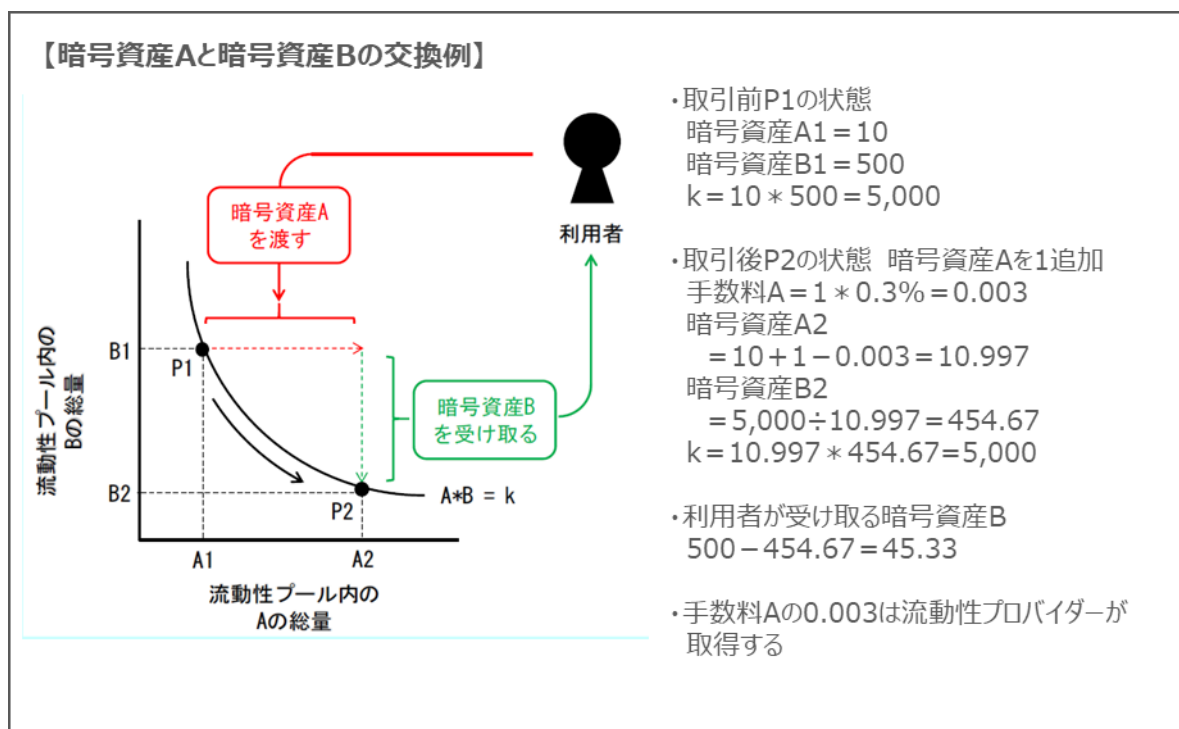 【暗号資産Aと暗号資産Bの交換例】
利用者
暗号資産A
を渡す
暗号資産B
を受け取る
流動性プール内の
Bの総量
B1
B2
P1
P2
A*B = k
A1
A2
流動性プール内の
Aの総量
・取引前P1の状態
暗号資産A1＝10
暗号資産B1＝500
k＝10＊500＝5,000
・取引後P2の状態 暗号資産Aを1追加
手数料A＝1＊0.3%＝0.003
暗号資産A2
＝10＋1－0.003＝10.997
暗号資産B2
＝5,000÷10.997＝454.67
k＝10.997＊454.67=5,000
・利用者が受け取る暗号資産B
500－454.67＝45.33
・手数料Aの0.003は流動性プロバイダーが
取得する